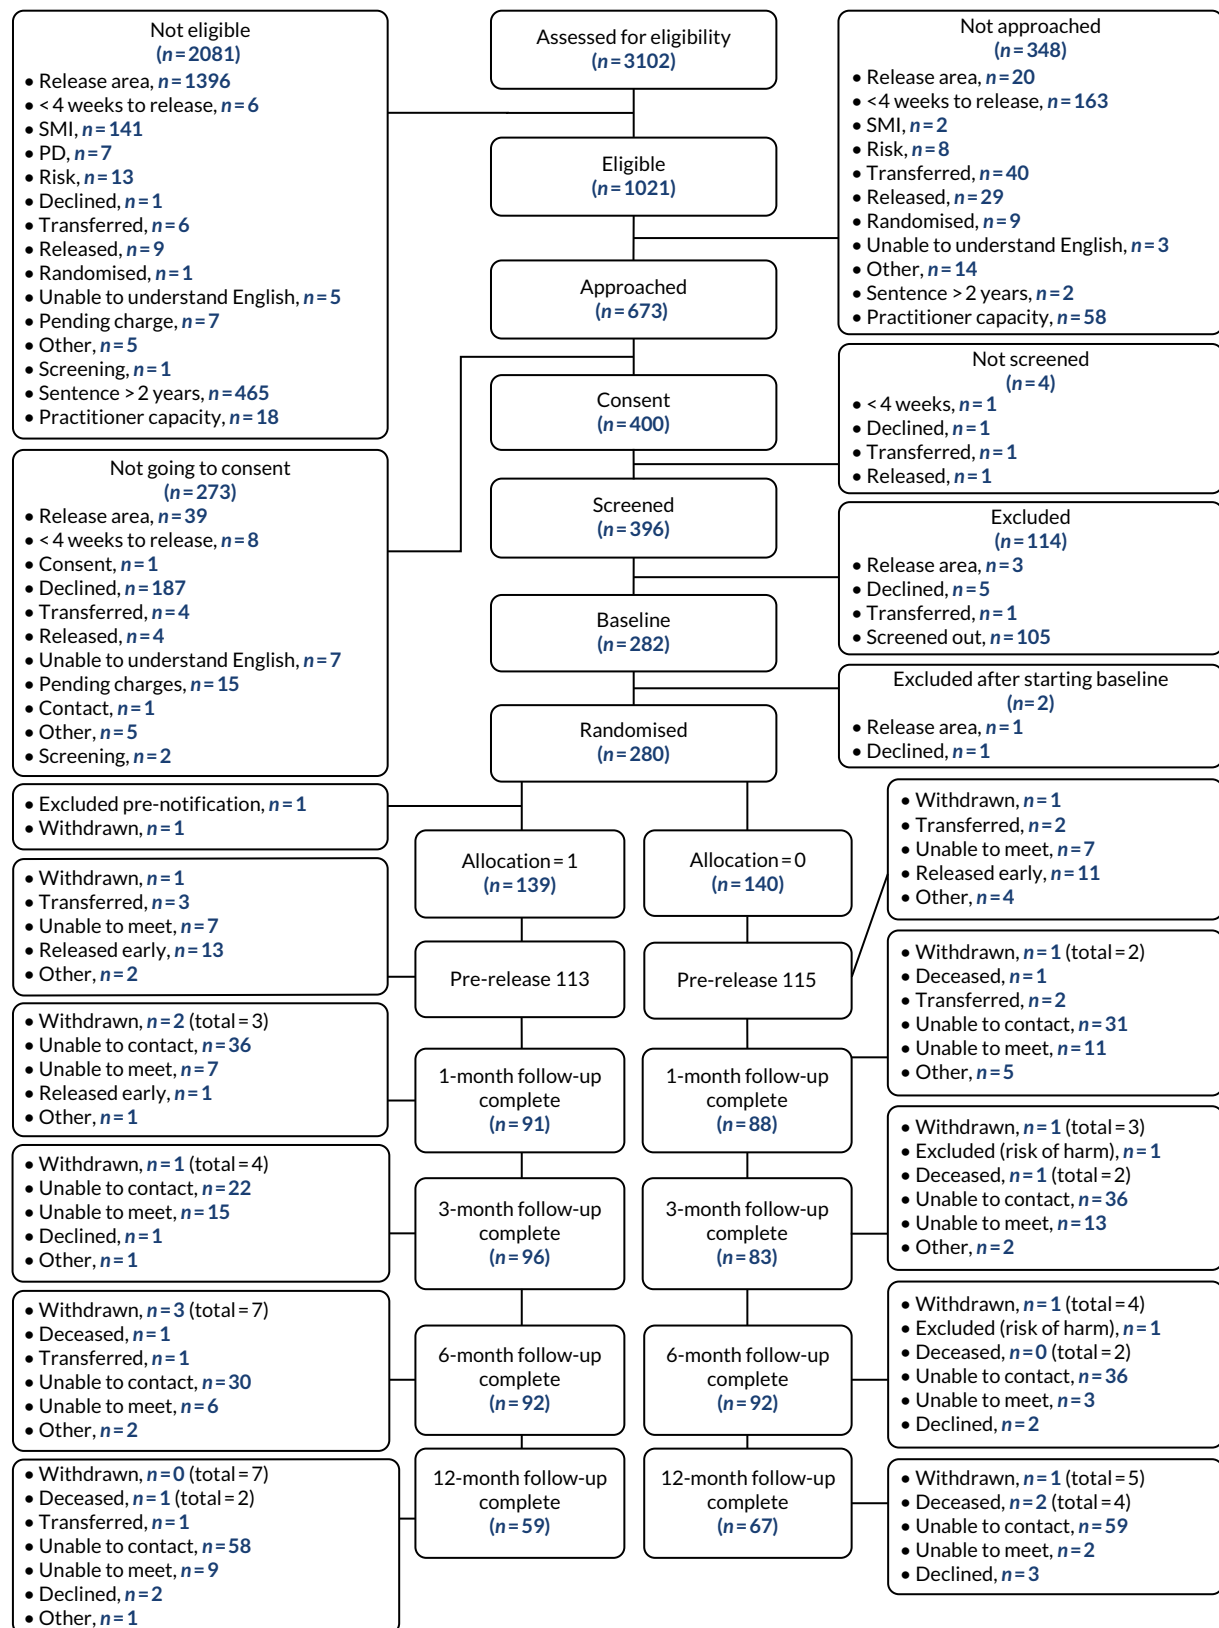 Not eligible
(n=2081)
• Release area, n=1396
• <4 weeks to release, n=6
• SMI, n=141
• PD, n=7
• Risk, n=13
• Declined, n=1
• Transferred, n=6
• Released, n=9
• Randomised, n=1
• Unable to understand English, n=5
• Pending charge, n=7
• Other, n=5
• Screening, n=1
• Sentence >2 years, n=465
• Practitioner capacity, n=18
Assessed for eligibility
(n=3102)
Not approached
(n=348)
• Release area, n=20
• <4 weeks to release, n=163
• SMI, n=2
• Risk, n=8
• Transferred, n=40
• Released, n=29
• Randomised, n=9
• Unable to understand English, n=3
• Other, n=14
• Sentence >2 years, n=2
• Practitioner capacity, n=58
Eligible
(n=1021)
Approached
(n=673)
Not going to consent
(n=273)
• Release area, n=39
• <4 weeks to release, n=8
• Consent, n=1
• Declined, n=187
• Transferred, n=4
• Released, n=4
• Unable to understand English, n=7
• Pending charges, n=15
• Contact, n=1
• Other, n=5
• Screening, n=2
Consent
(n=400)
Not screened
(n=4)
• <4 weeks, n=1
• Declined, n=1
• Transferred, n=1
• Released, n=1
Screened
(n=396)
Excluded
(n=114)
• Release area, n=3
• Declined, n=5
• Transferred, n=1
• Screened out, n=105
Baseline
(n=282)
Excluded after starting baseline
(n=2)
• Release area, n=1
• Declined, n=1
Randomised
(n=280)
• Excluded pre-notification, n=1
• Withdrawn, n=1
Allocation=1
(n=139)
Allocation=0
(n=140)
• Withdrawn, n=1
• Transferred, n=3
• Unable to meet, n=7
• Released early, n=13
• Other, n=2
Pre-release 113
Pre-release 115
• Withdrawn, n=1
• Transferred, n=2
• Unable to meet, n=7
• Released early, n=11
• Other, n=4
• Withdrawn, n=2 (total=3)
• Unable to contact, n=36
• Unable to meet, n=7
• Released early, n=1
• Other, n=1
1-month follow-up
complete
(n=91)
1-month follow-up
complete
(n=88)
• Withdrawn, n=1 (total=2)
• Deceased, n=1
• Transferred, n=2
• Unable to contact, n=31
• Unable to meet, n=11
• Other, n=5
• Withdrawn, n=1 (total=4)
• Unable to contact, n=22
• Unable to meet, n=15
• Declined, n=1
• Other, n=1
3-month follow-up
complete
(n=96)
3-month follow-up
complete
(n=83)
• Withdrawn, n=1 (total=3)
• Excluded (risk of harm), n=1
• Deceased, n=1 (total=2)
• Unable to contact, n=36
• Unable to meet, n=13
• Other, n=2
• Withdrawn, n=3 (total=7)
• Deceased, n=1
• Transferred, n=1
• Unable to contact, n=30
• Unable to meet, n=6
• Other, n=2
6-month follow-up
complete
(n=92)
6-month follow-up
complete
(n=92)
• Withdrawn, n=1 (total=4)
• Excluded (risk of harm), n=1
• Deceased, n=0 (total=2)
• Unable to contact, n=36
• Unable to meet, n=3
• Declined, n=2
• Withdrawn, n=0 (total=7)
• Deceased, n=1 (total=2)
• Transferred, n=1
• Unable to contact, n=58
• Unable to meet, n=9
• Declined, n=2
• Other, n=1
12-month follow-up
complete
(n=59)
12-month follow-up
complete
(n=67)
• Withdrawn, n=1 (total=5)
• Deceased, n=2 (total=4)
• Unable to contact, n=59
• Unable to meet, n=2
• Declined, n=3